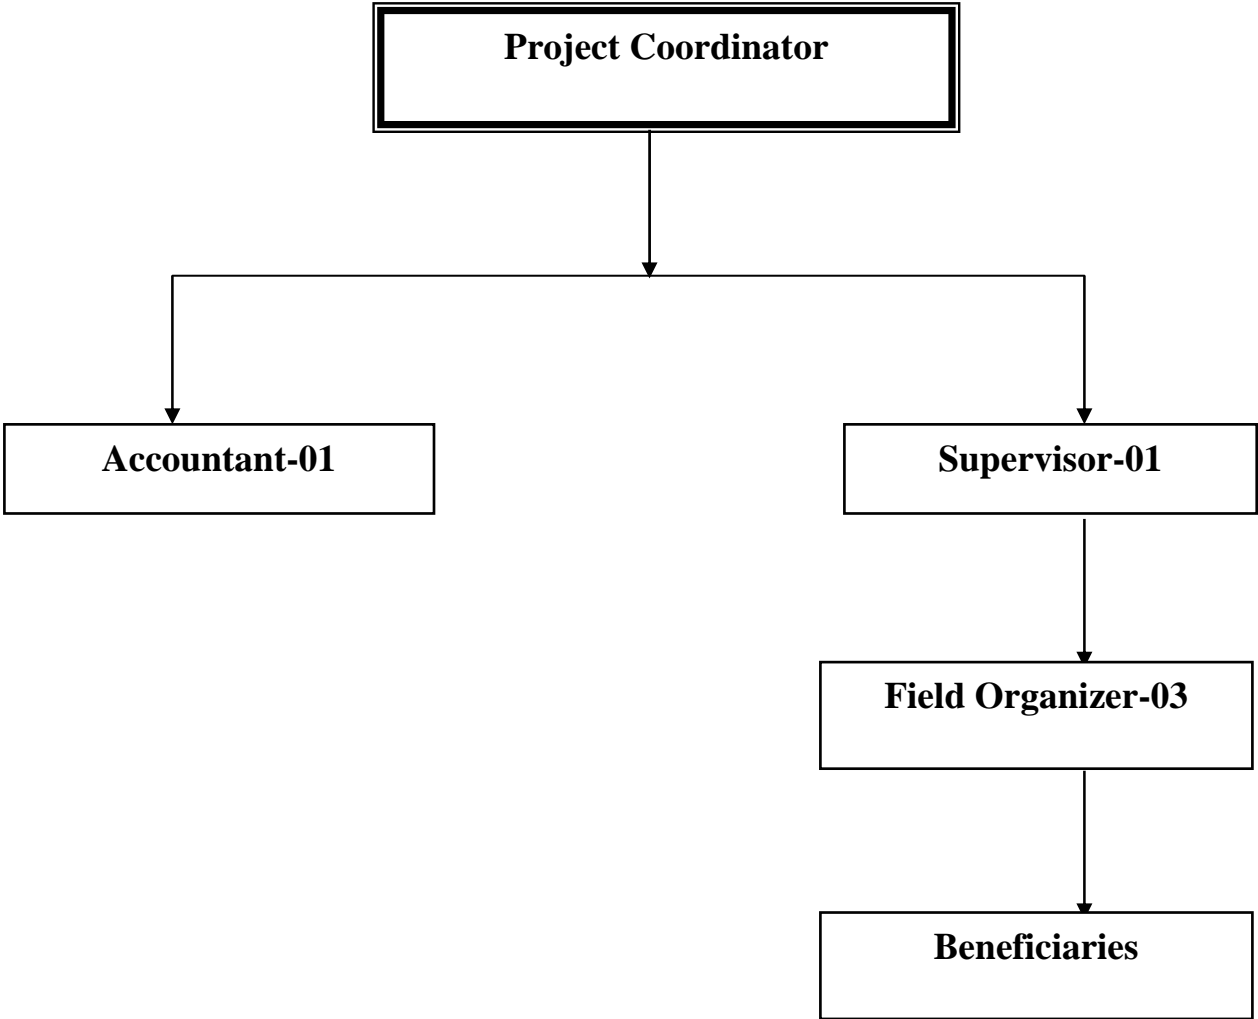 Project Coordinator
Accountant-01
Supervisor-01
Field Organizer-03
Beneficiaries